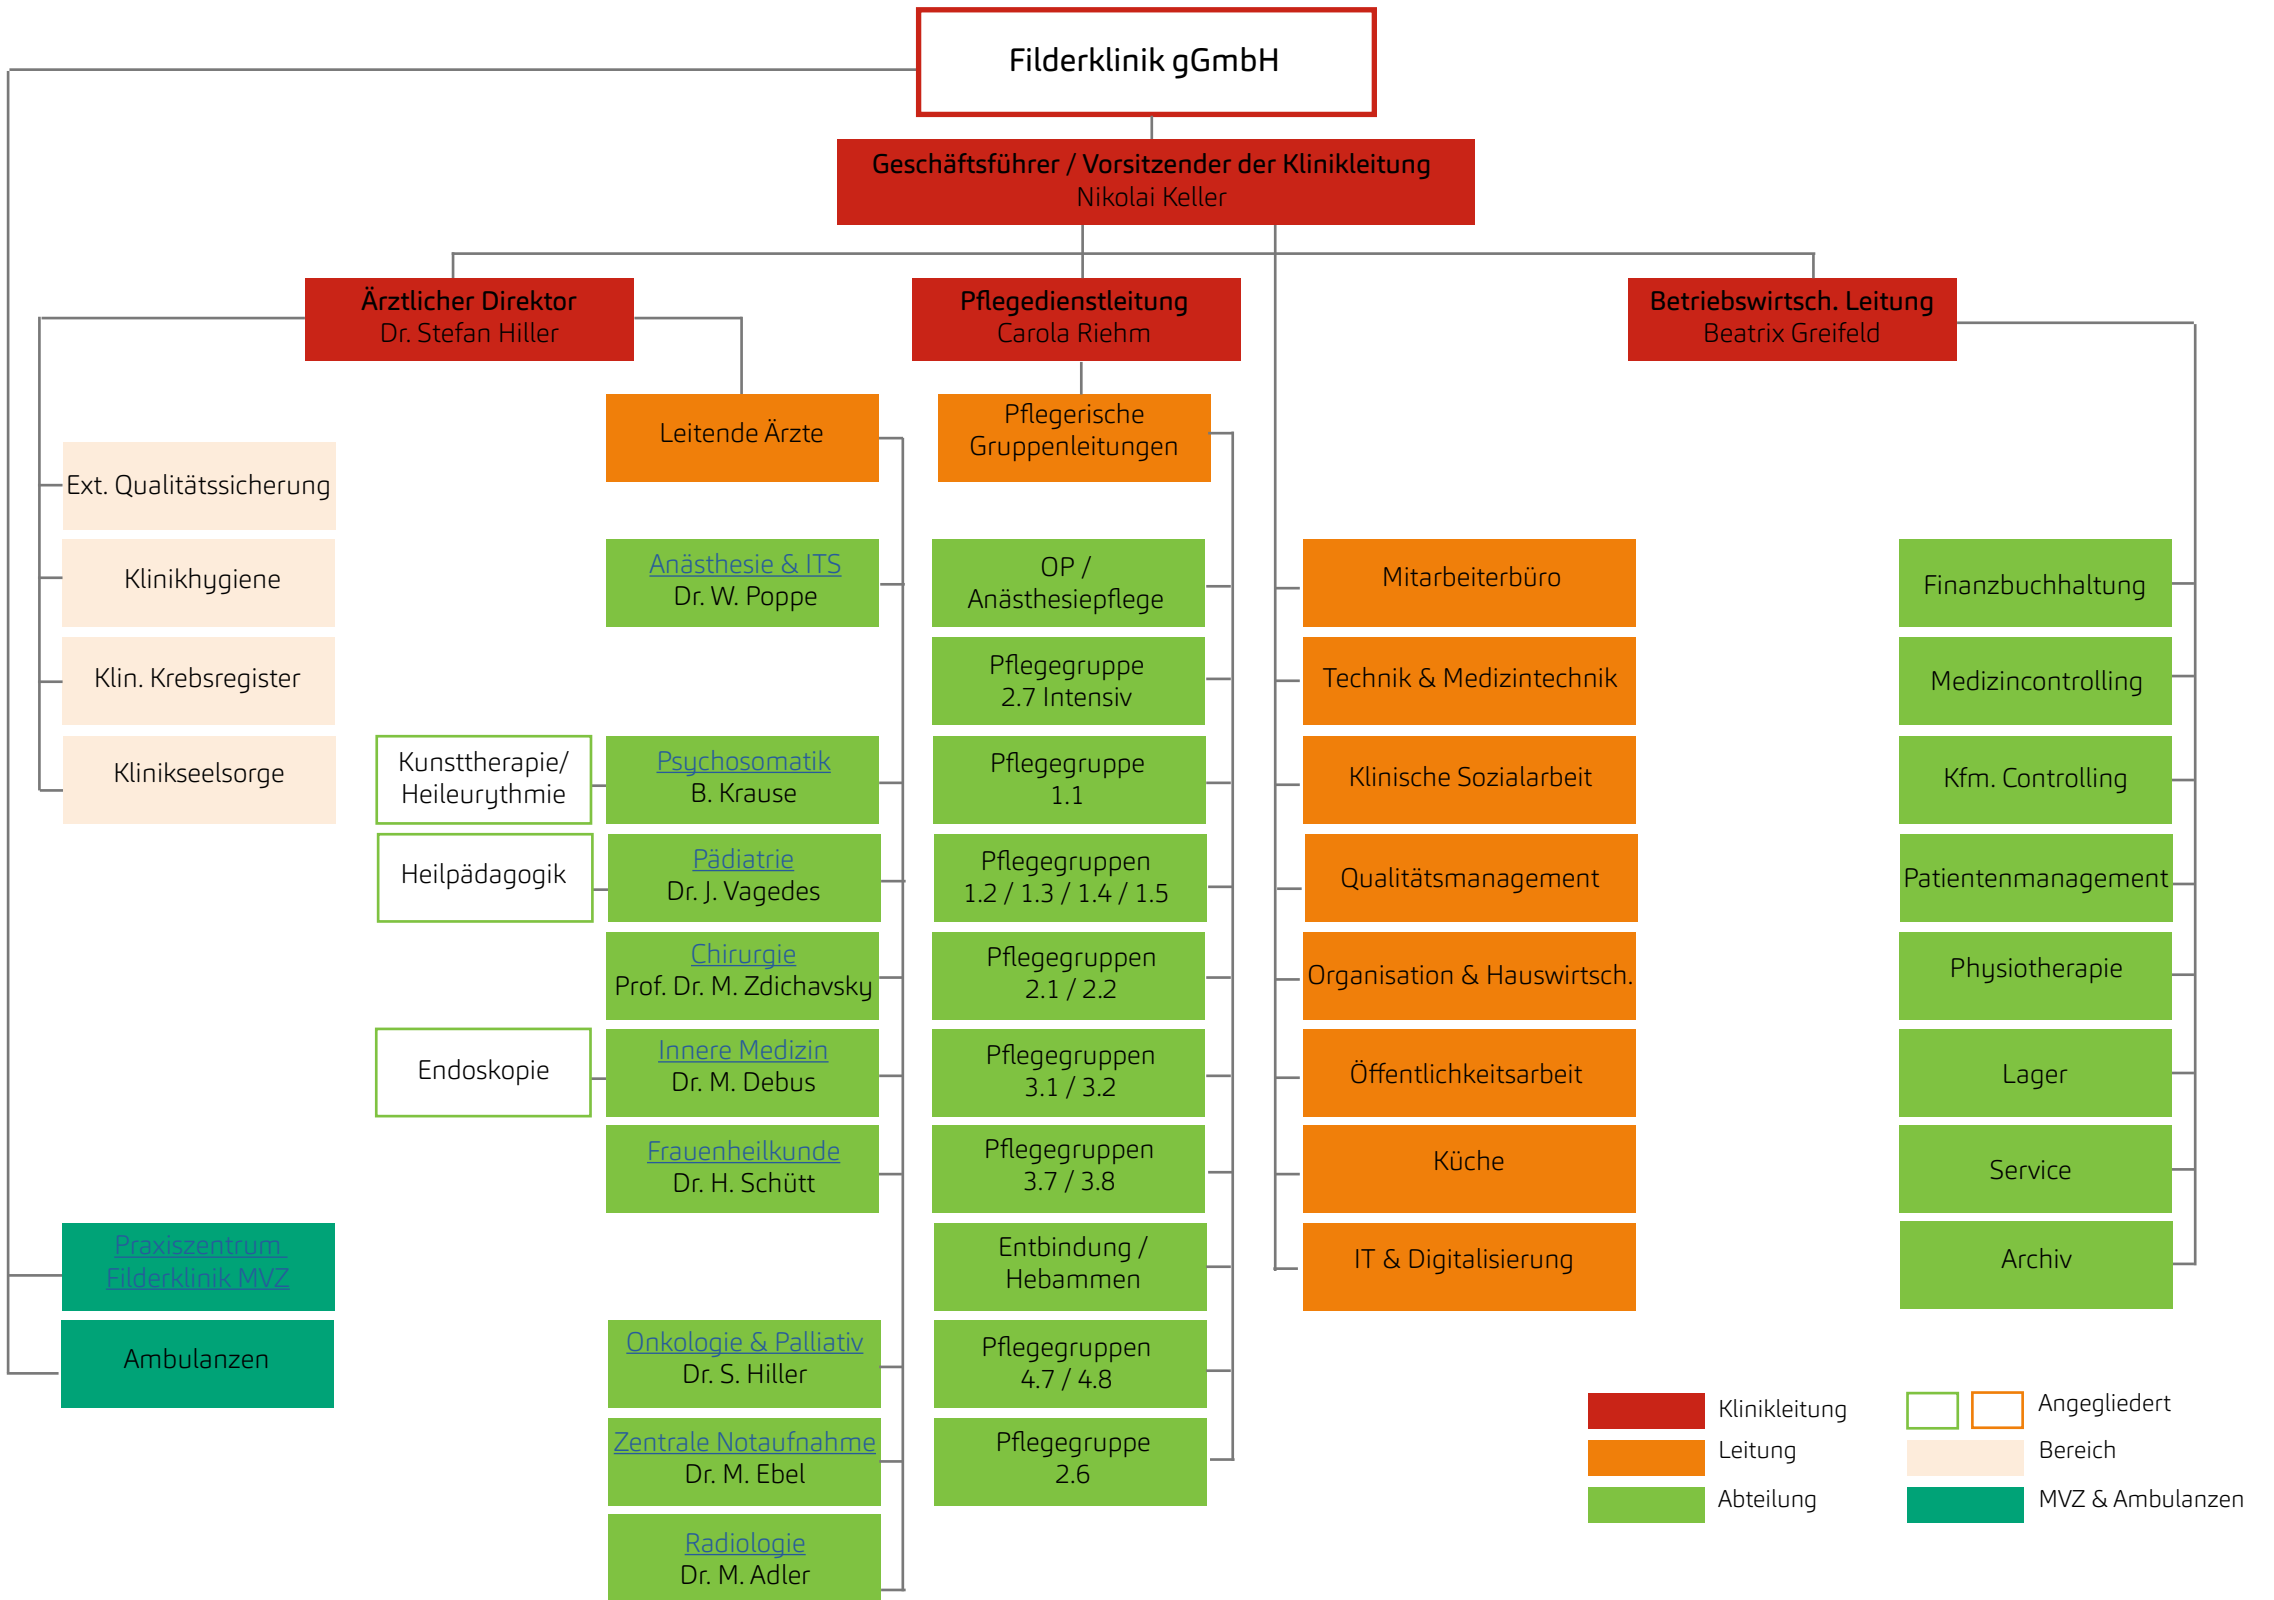 Filderklinik gGmbH
Geschäftsführer / Vorsitzender der Klinikleitung
Nikolai Keller
Ärztlicher Direktor
Dr. Stefan Hiller
Pflegedienstleitung
Carola Riehm
Betriebswirtsch. Leitung
Beatrix Greifeld
Ext. Qualitätssicherung
Klinikhygiene
Klin. Krebsregister
Klinikseelsorge
Praxiszentrum
Filderklinik MVZ
Ambulanzen
Kunsttherapie/
Heileurythmie
Heilpädagogik
Endoskopie
Leitende Ärzte
Anästhesie & ITS
Dr. W. Poppe
Psychosomatik
B. Krause
Pädiatrie
Dr. J. Vagedes
Chirurgie
Prof. Dr. M. Zdichavsky
Innere Medizin
Dr. M. Debus
Frauenheilkunde
Dr. H. Schütt
Onkologie & Palliativ
Dr. S. Hiller
Zentrale Notaufnahme
Dr. M. Ebel
Radiologie
Dr. M. Adler
Pflegerische
Gruppenleitungen
OP /
Anästhesiepflege
Pflegegruppe
2.7 Intensiv
Pflegegruppe
1.1
Pflegegruppen
1.2 / 1.3 / 1.4 / 1.5
Pflegegruppen
2.1 / 2.2
Pflegegruppen
3.1 / 3.2
Pflegegruppen
3.7 / 3.8
Entbindung /
Hebammen
Pflegegruppen
4.7 / 4.8
Pflegegruppe
2.6
Mitarbeiterbüro
Technik & Medizintechnik
Klinische Sozialarbeit
Qualitätsmanagement
Organisation & Hauswirtsch.
Öffentlichkeitsarbeit
Küche
IT & Digitalisierung
Finanzbuchhaltung
Medizincontrolling
Kfm. Controlling
Patientenmanagement
Physiotherapie
Lager
Service
Archiv
Klinikleitung
Leitung
Abteilung
Angegliedert
Bereich
MVZ & Ambulanzen